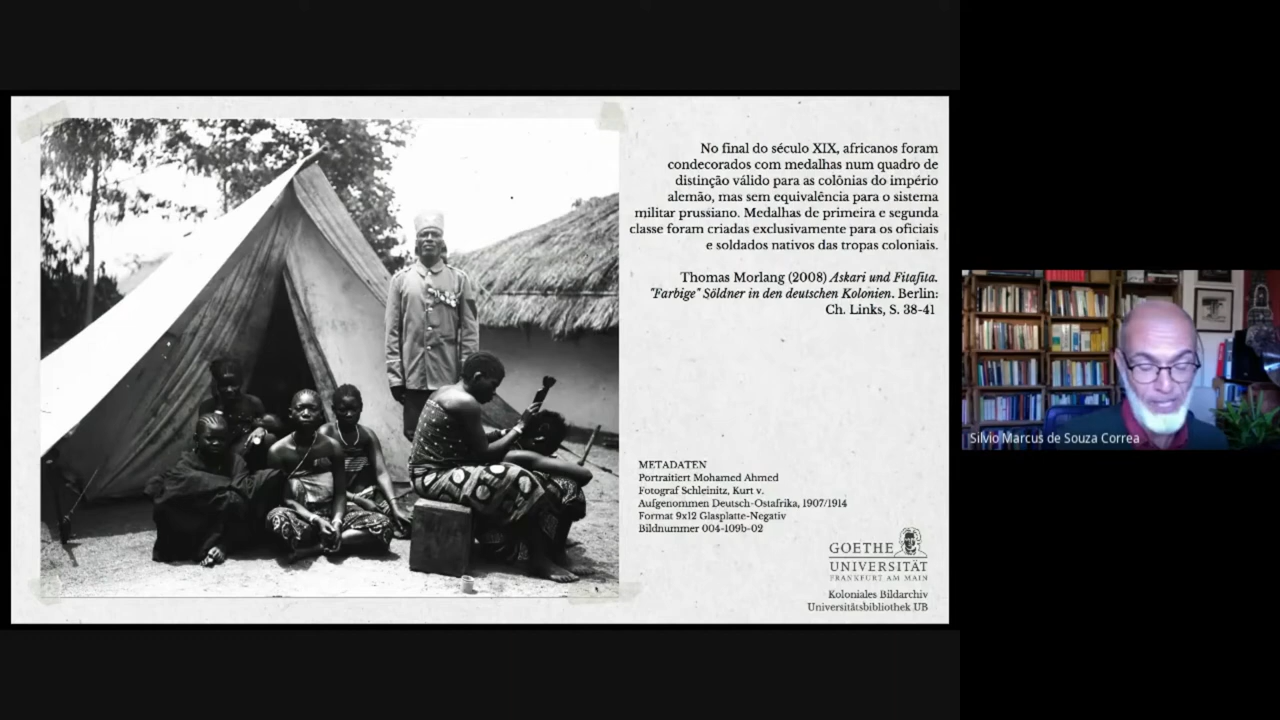 No final do século XIX, africanos foram
condecorados com medalhas num quadro de
distinção válido para as colônias do império
alemão, mas sem equivalência para o sistema
militar prussiano. Medalhas de primeira e segunda
classe foram criadas exclusivamente para os oficiais
e soldados nativos das tropas coloniais.
Thomas Morlang (2008) Askari und Fitafita.
"Farbige" Söldner in den deutschen Kolonien. Berlin:
Ch. Links, S. 38-41
METADATEN
Portraitiert Mohamed Ahmed
Fotograf Schleinitz, Kurt v.
Aufgenommen Deutsch-Ostafrika, 1907/1914
Format 9x12 Glasplatte-Negativ
Bildnummer 004-109b-02
GOETHE
UNIVERSITÄT
FRANKFURT AM MAIN
Koloniales Bildarchiv
Universitätsbibliothek UB
Silvio Marcus de Souza Correa